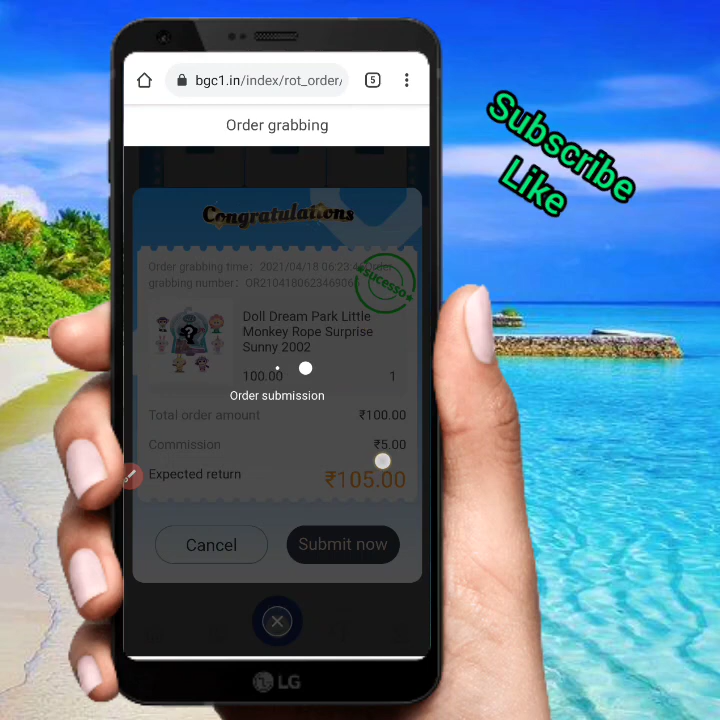 bgc1.in/index/rot_order/
5
Order grabbing
Congratulations
Order grabbing time: 2021/04/18 06:23:4 Order
grabbing number: OR210418062346906
*sucesso*
Doll Dream Park Little
Monkey Rope Surprise
Sunny 2002
100.00 1
Order submission
Total order amount ₹100.00
Commission ₹5.00
Expected return ₹105.00
Cancel Submit now
LG
Subscribe
Like